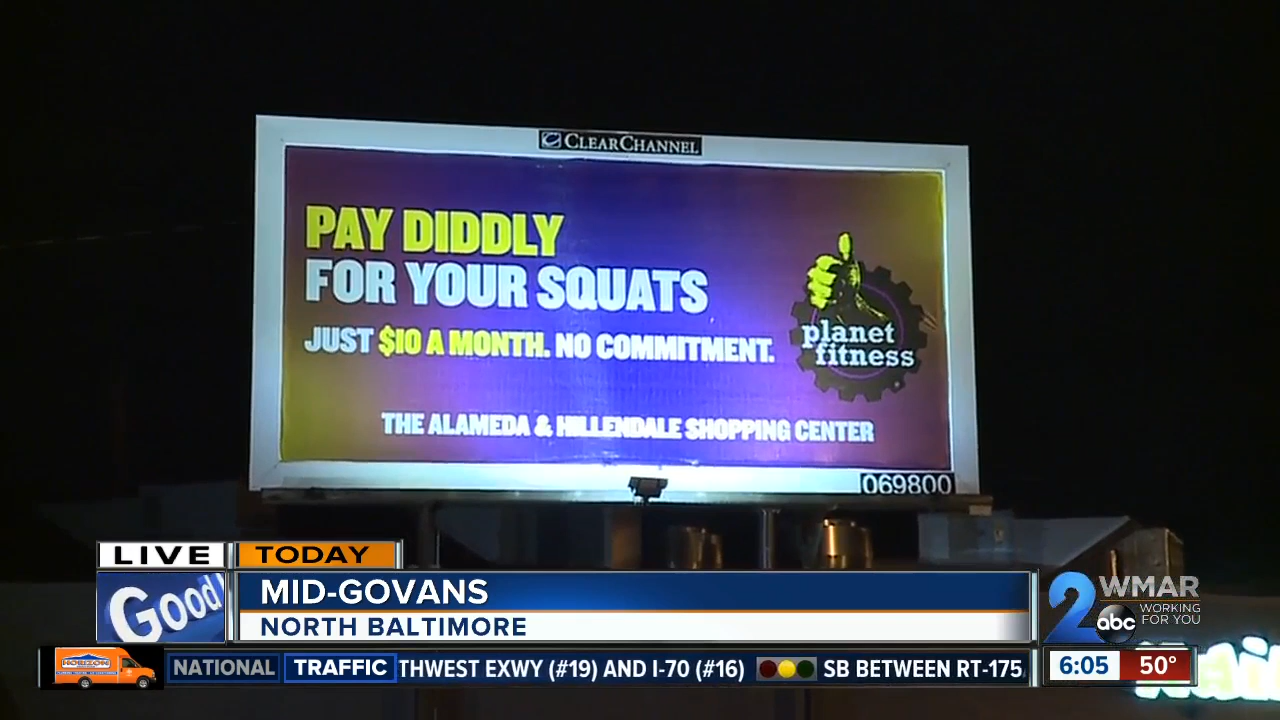 CLEARCHANNEL
PAY DIDDLY
FOR YOUR SQUATS
JUST $10 A MONTH. NO COMMITMENT.
planet
fitness
THE ALAMEDA & HILLENDALE SHOPPING CENTER
069800
LIVE TODAY
Good
MID-GOVANS
NORTH BALTIMORE
2 WMAR
abc WORKING
FOR YOU
HORIZON
NATIONAL TRAFFIC THWEST EXWY (#19) AND I-70 (#16) SB BETWEEN RT-175
6:05 50°